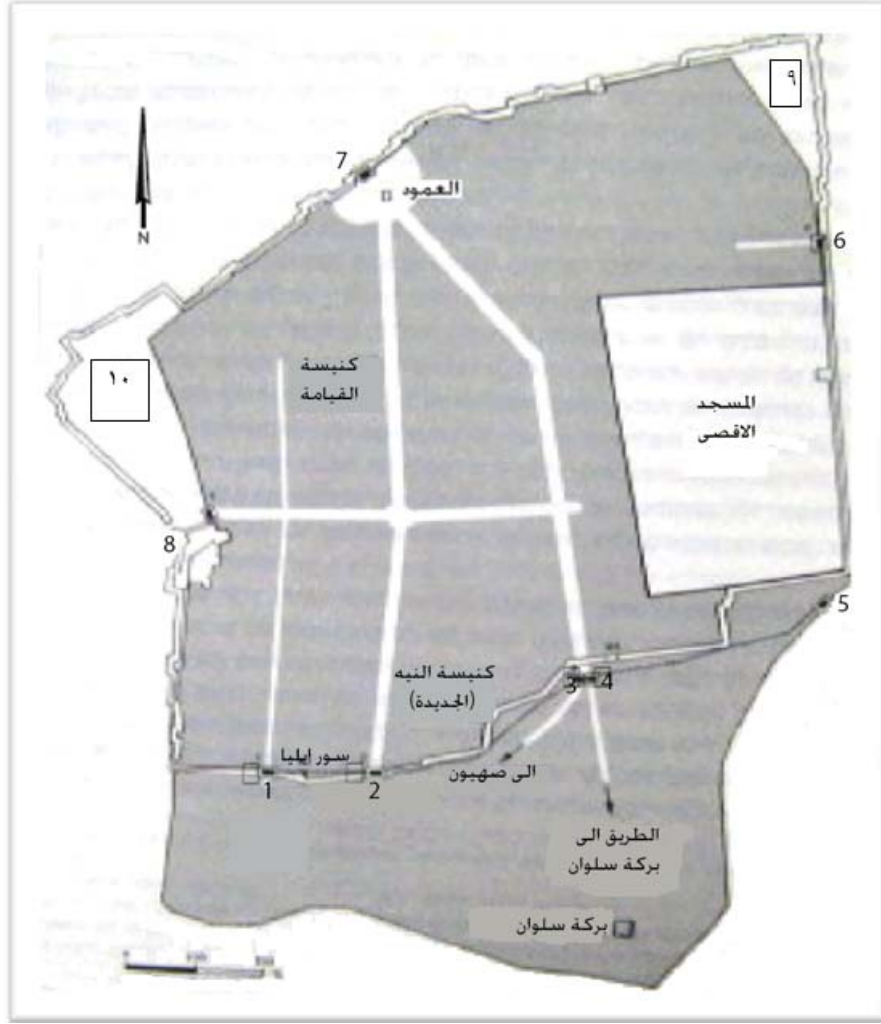 ٩
7
العمود
6
N
١٠
كنيسة
القيامة
المسجد
الاقصى
8
5
كنيسة النيه
(الجديدة)
3
4
سور ايليا
الى صهيون
1
2
الطريق الى
بركة سلوان
بركة سلوان